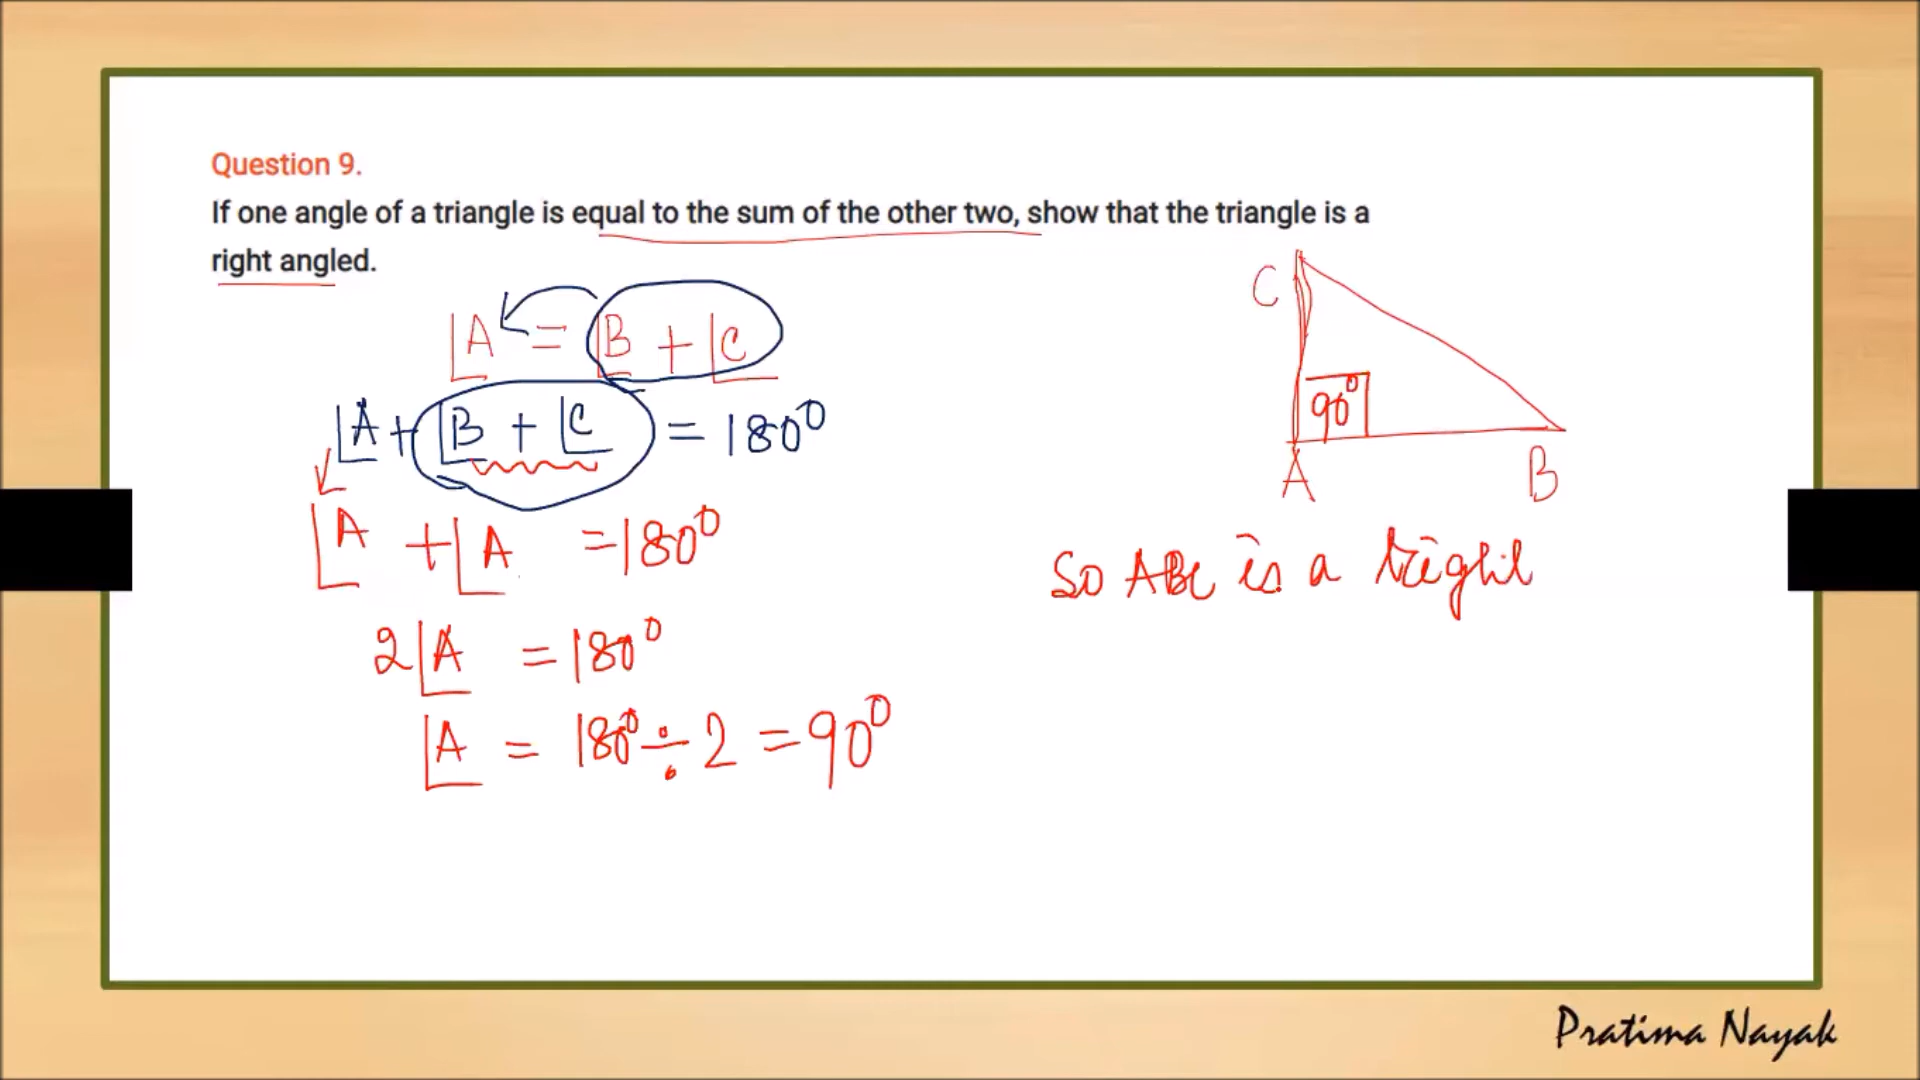 Question 9.
If one angle of a triangle is equal to the sum of the other two, show that the triangle is a
right angled.
∠A = ∠B + ∠C
∠A + ∠B + ∠C = 180°
∠A + ∠A = 180°
2∠A = 180°
∠A = 180° ÷ 2 = 90°
C
90°
A B
So ABC is a right
Pratima Nayak